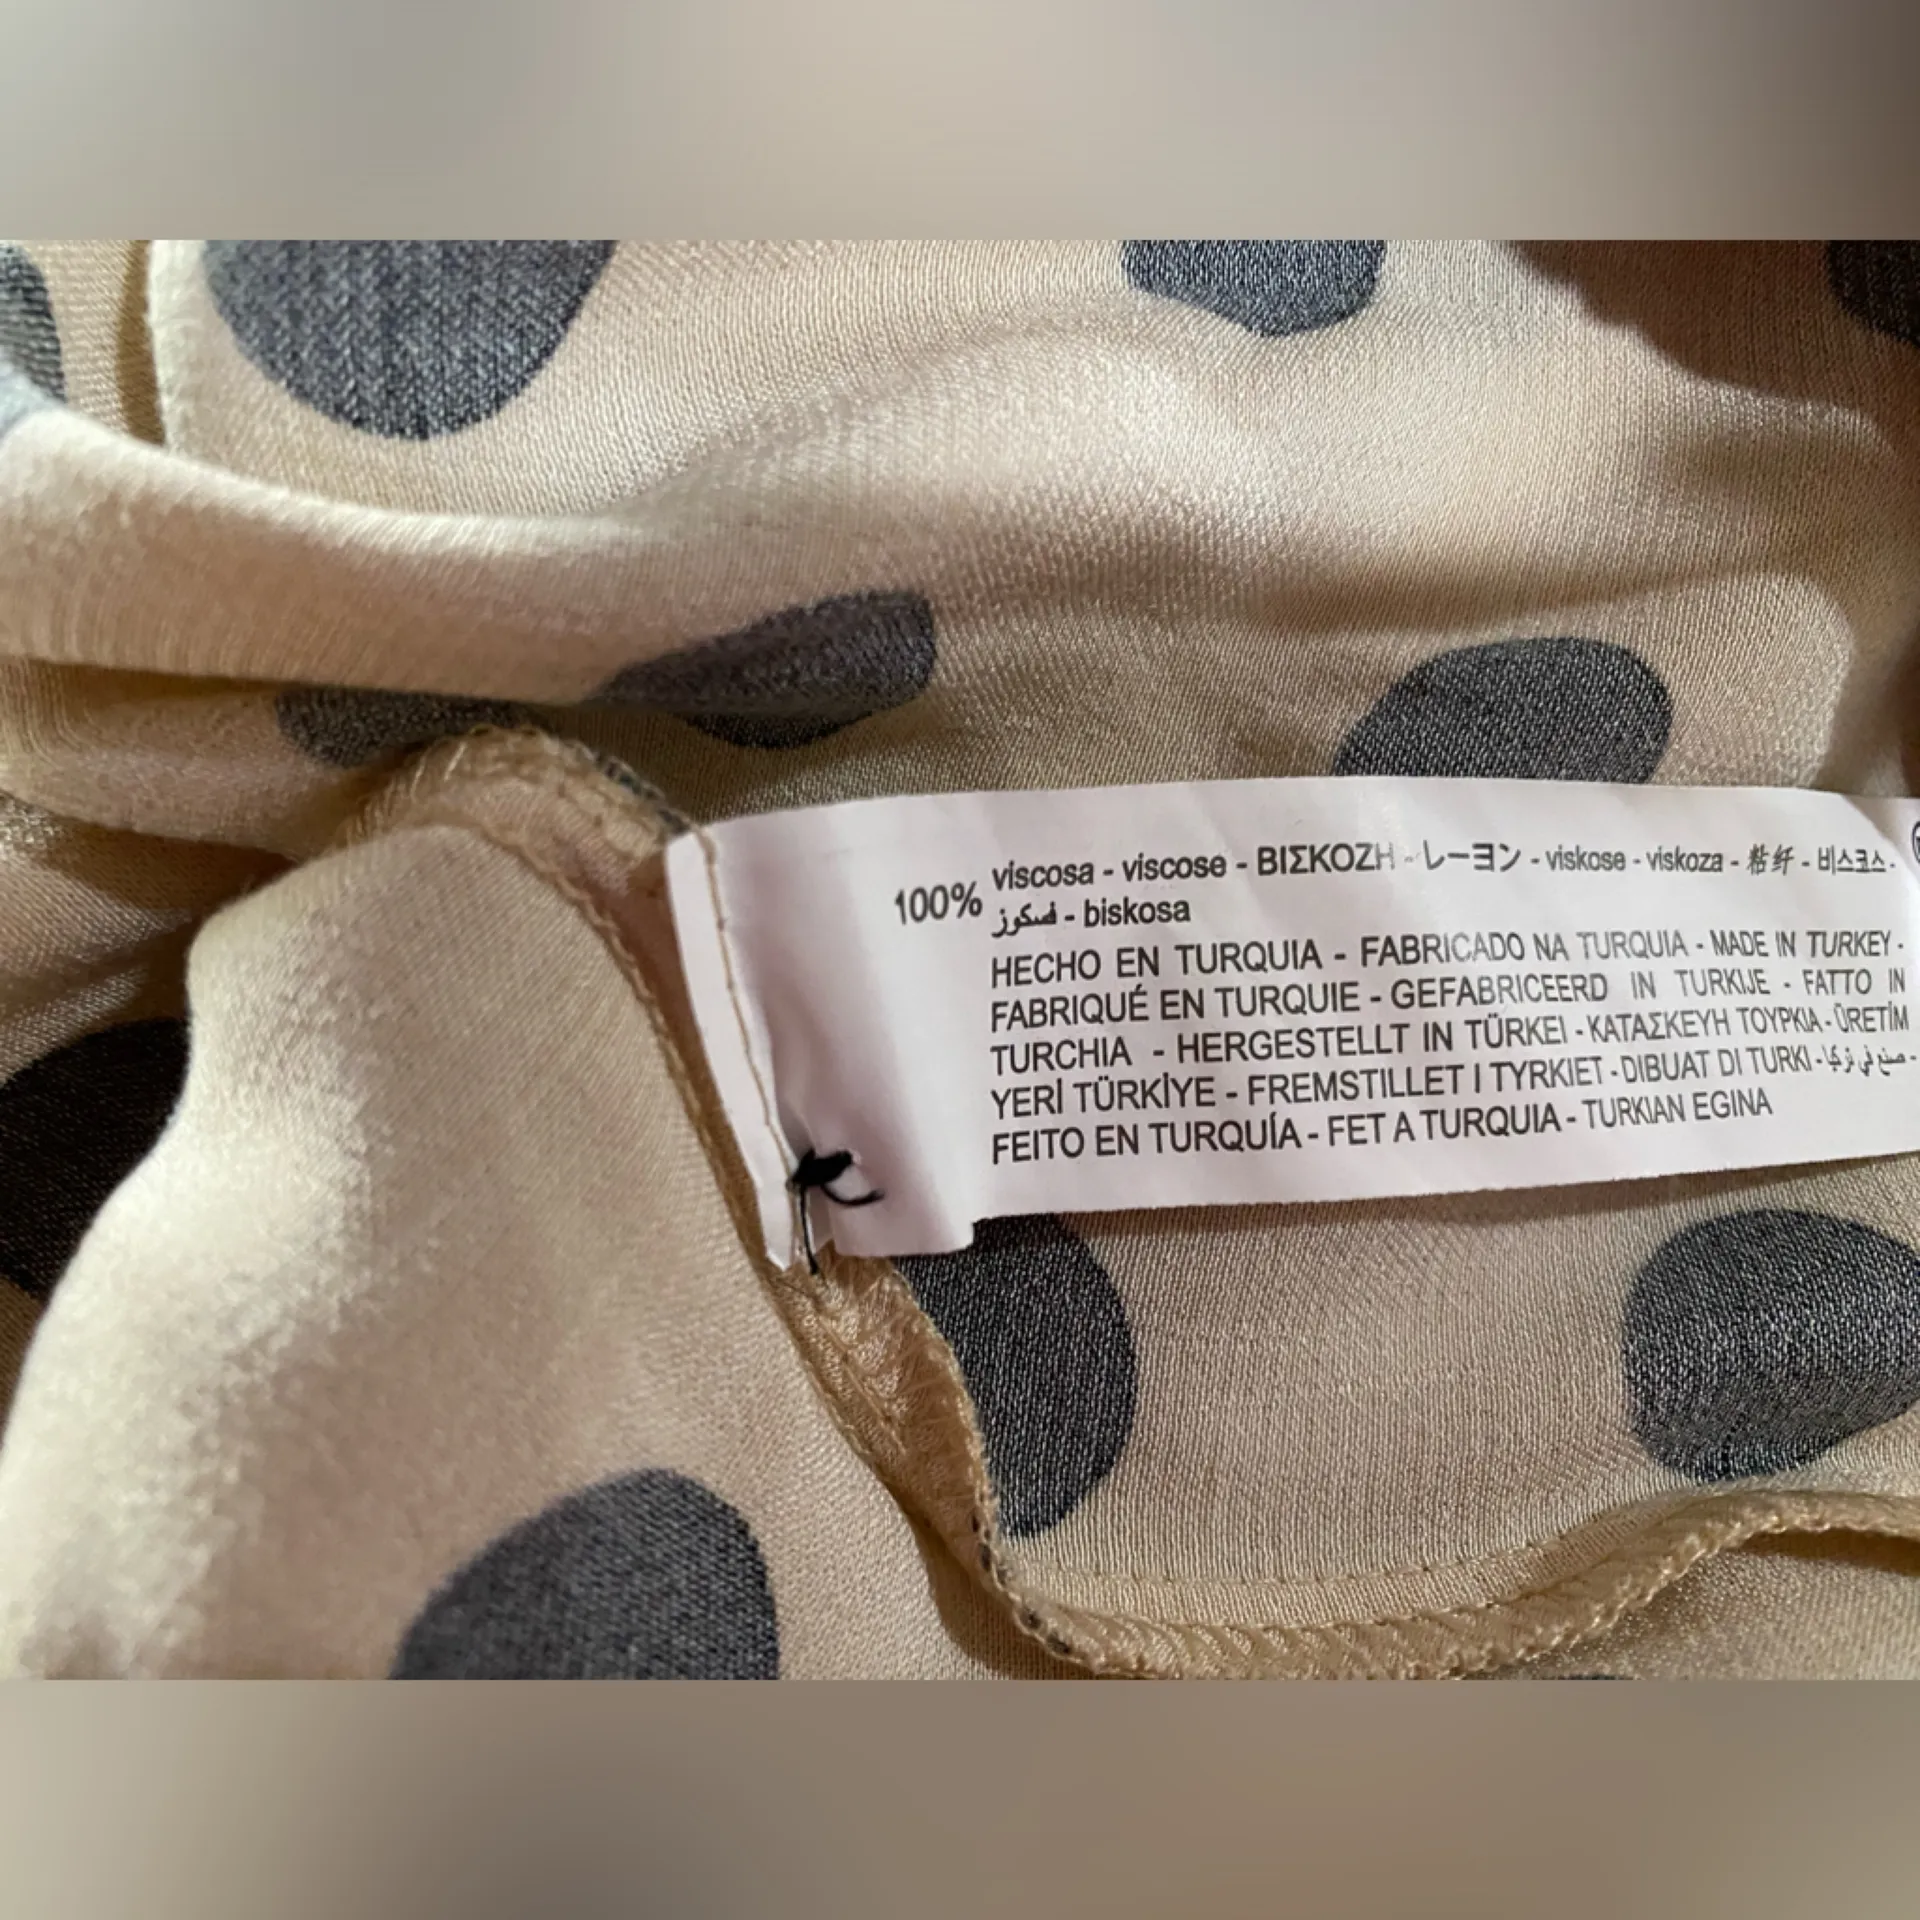 100% viscosa - viscose - ΒΙΣΚΟΖΗ - レーヨン - viskose - viskoza - 粘纤 - 비스코스 -
فسكوز - biskosa
HECHO EN TURQUIA - FABRICADO NA TURQUIA - MADE IN TURKEY -
FABRIQUÉ EN TURQUIE - GEFABRICEERD IN TURKIJE - FATTO IN
TURCHIA - HERGESTELLT IN TÜRKEI - ΚΑΤΑΣΚΕΥΗ ΤΟΥΡΚΙΑ - ÜRETİM
YERİ TÜRKİYE - FREMSTILLET I TYRKIET - DIBUAT DI TURKI - صنع في تركيا -
FEITO EN TURQUÍA - FET A TURQUIA - TURKIAN EGINA